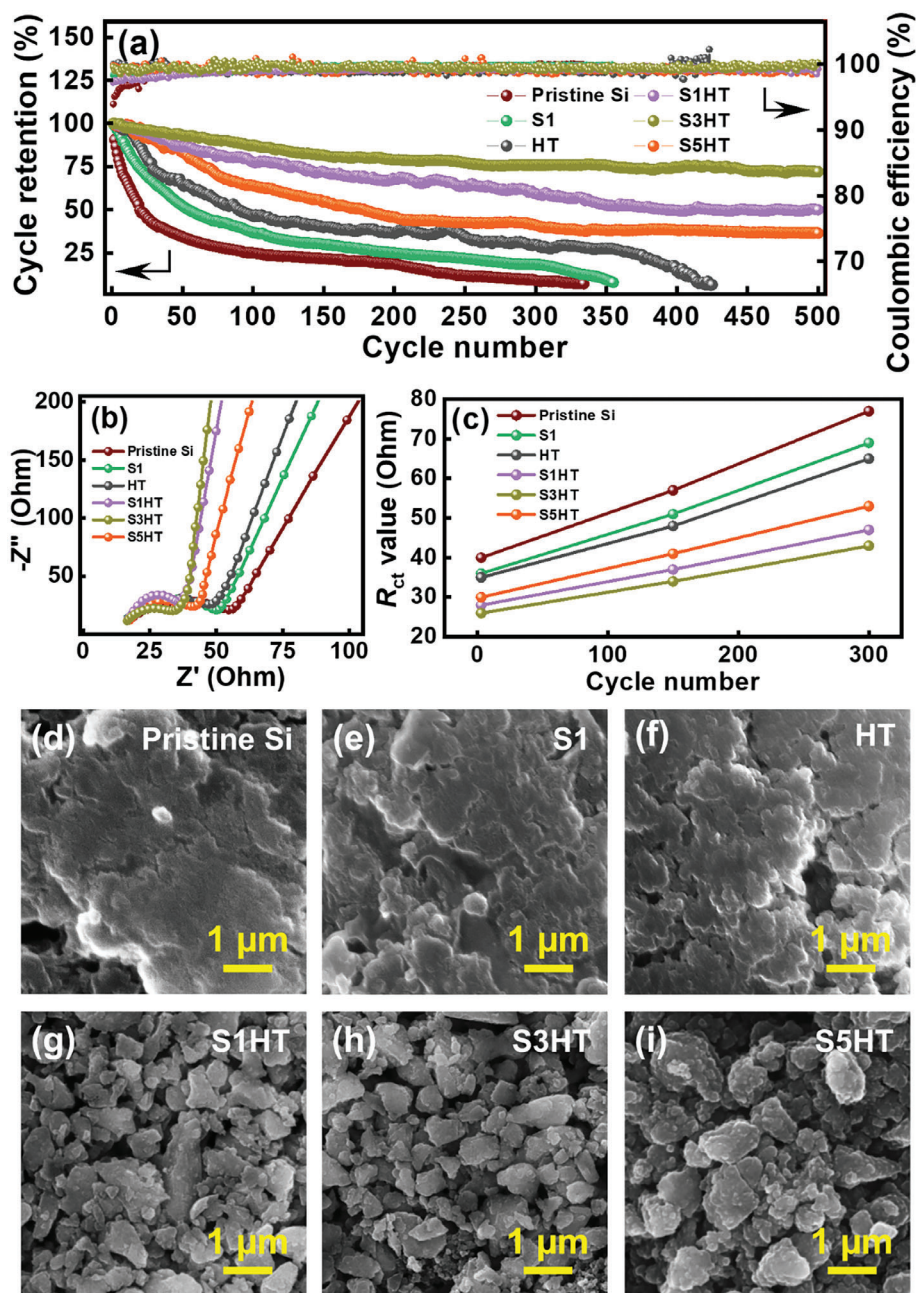 (a)
Cycle retention (%)
150
125
100
75
50
25
Coulombic efficiency (%)
100
90
80
70
Pristine Si
S1
HT
S1HT
S3HT
S5HT
0 50 100 150 200 250 300 350 400 450 500
Cycle number
(b)
-Z" (Ohm)
200
150
100
50
Pristine Si
S1
HT
S1HT
S3HT
S5HT
0 25 50 75 100
Z' (Ohm)
(c)
Rct value (Ohm)
80
70
60
50
40
30
20
Pristine Si
S1
HT
S1HT
S3HT
S5HT
0 100 200 300
Cycle number
(d) Pristine Si
1 μm
(e) S1
1 μm
(f) HT
1 μm
(g) S1HT
1 μm
(h) S3HT
1 μm
(i) S5HT
1 μm